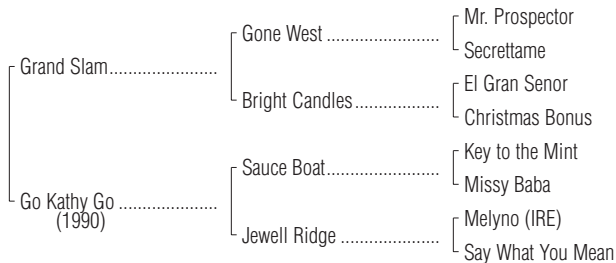 Mr. Prospector
Gone West ......................
Secrettame
Grand Slam.....................
El Gran Senor
Bright Candles.................
Christmas Bonus
Key to the Mint
Sauce Boat......................
Missy Baba
Go Kathy Go ...................
(1990)
Melyno (IRE)
Jewell Ridge ...................
Say What You Mean